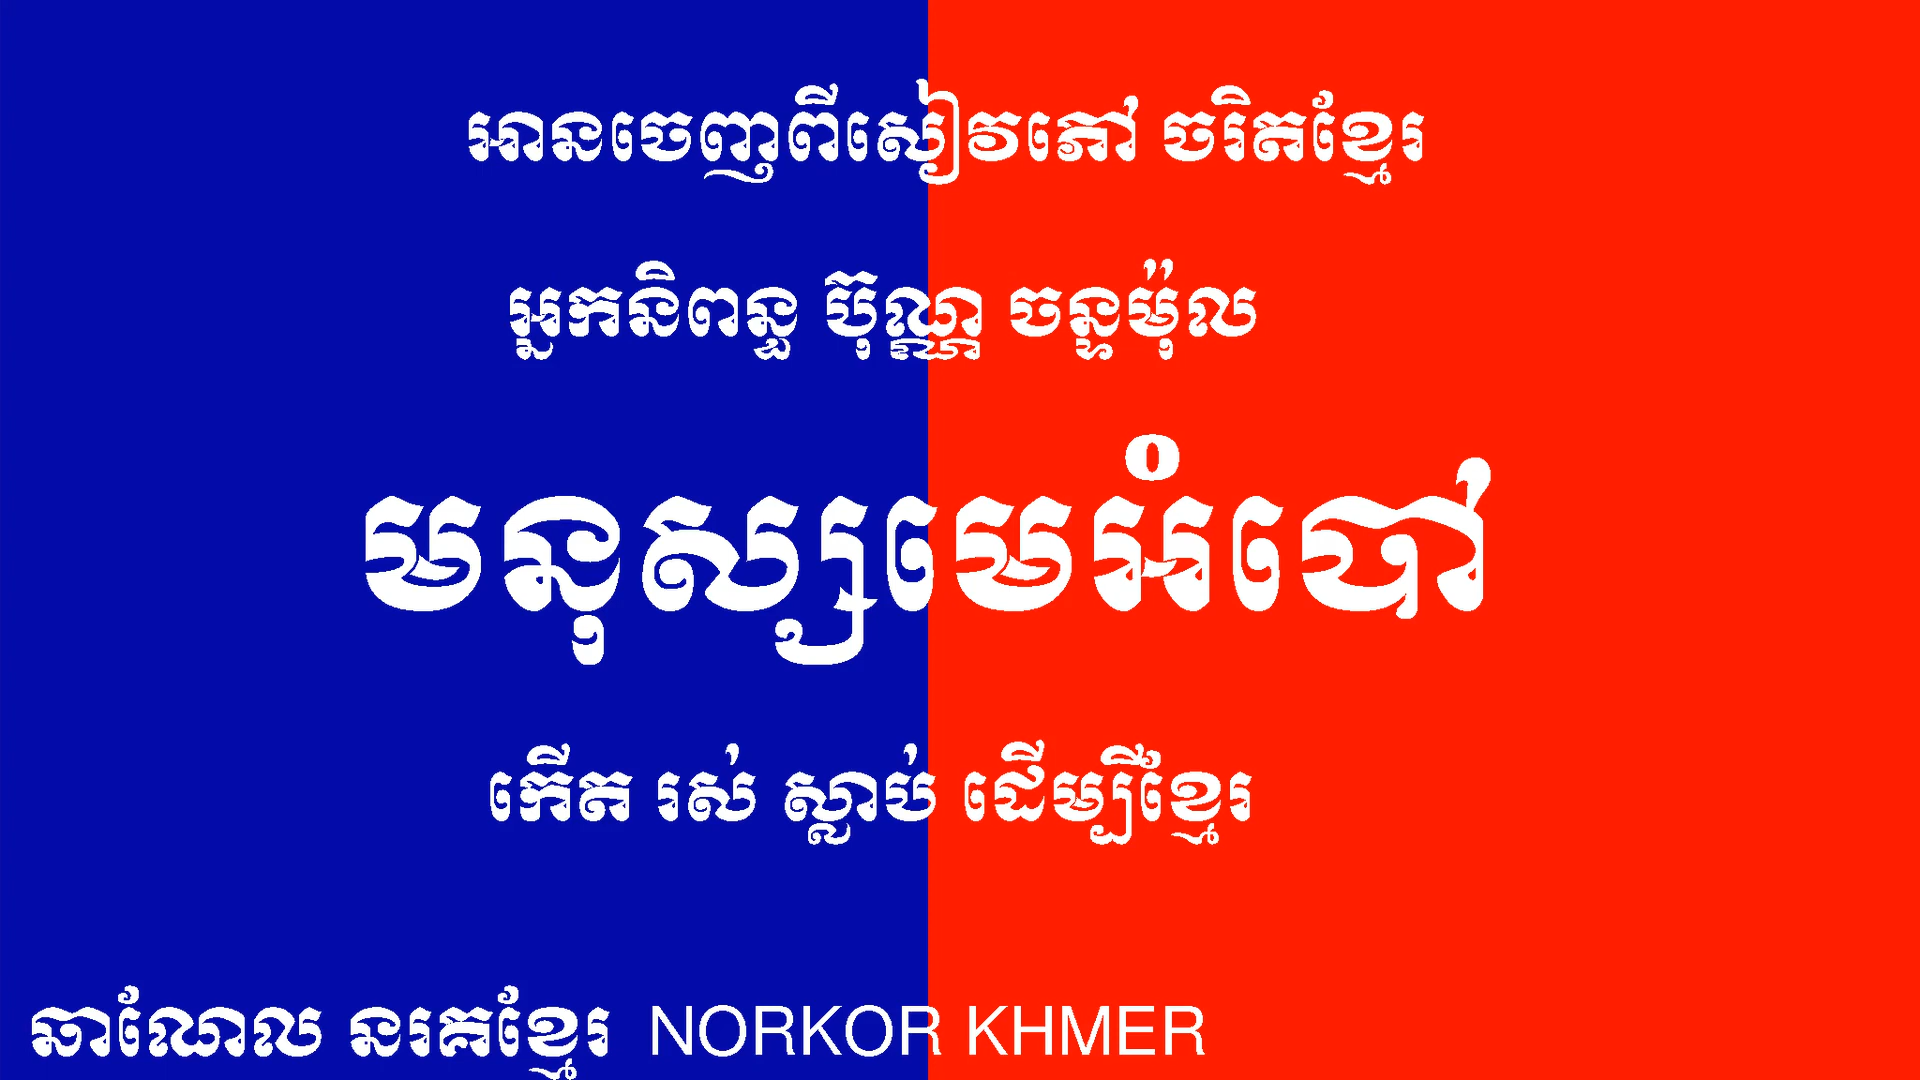 អានចេញពីសៀវភៅ ចរិតខ្មែរ
អ្នកនិពន្ធ ប៊ុណ្ណ ចន្ទម៉ុល
មនុស្សមេអំបៅ
កើត រស់ ស្លាប់ ដើម្បីខ្មែរ
ឆាណែល នរគខ្មែរ NORKOR KHMER